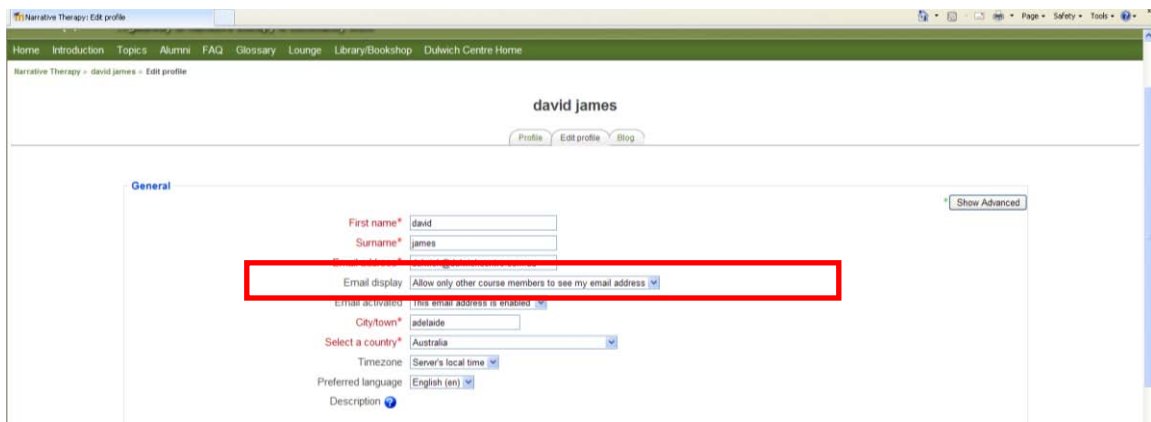 Narrative Therapy: Edit profile
Page Safety Tools
Home Introduction Topics Alumni FAQ Glossary Lounge Library/Bookshop Dulwich Centre Home
Narrative Therapy » david james » Edit profile
david james
Profile Edit profile Blog
General
* Show Advanced
First name* david
Surname* james
Email address*
Email display Allow only other course members to see my email address
Email activated This email address is enabled
City/town* adelaide
Select a country* Australia
Timezone Server's local time
Preferred language English (en)
Description ?